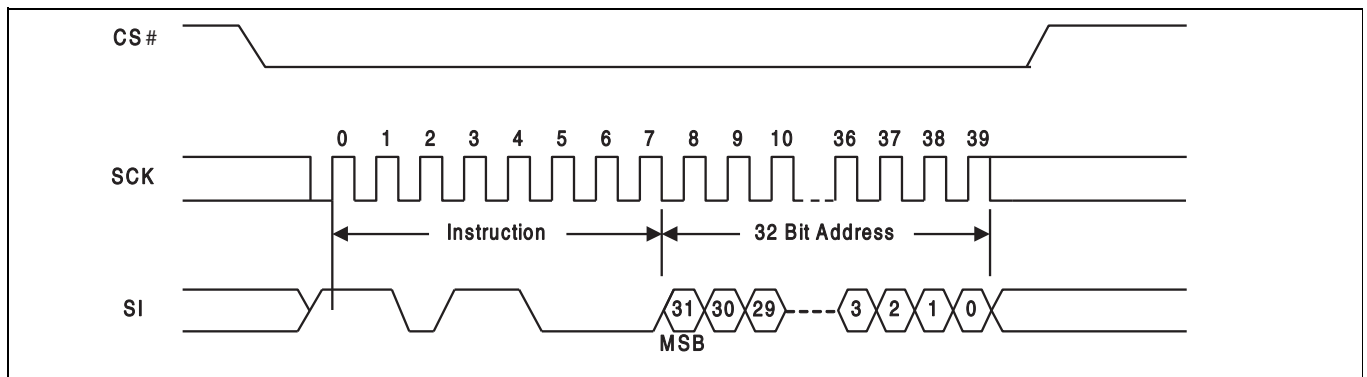 CS#
0 1 2 3 4 5 6 7 8 9 10 36 37 38 39
SCK
Instruction 32 Bit Address
SI 31 30 29 3 2 1 0
MSB